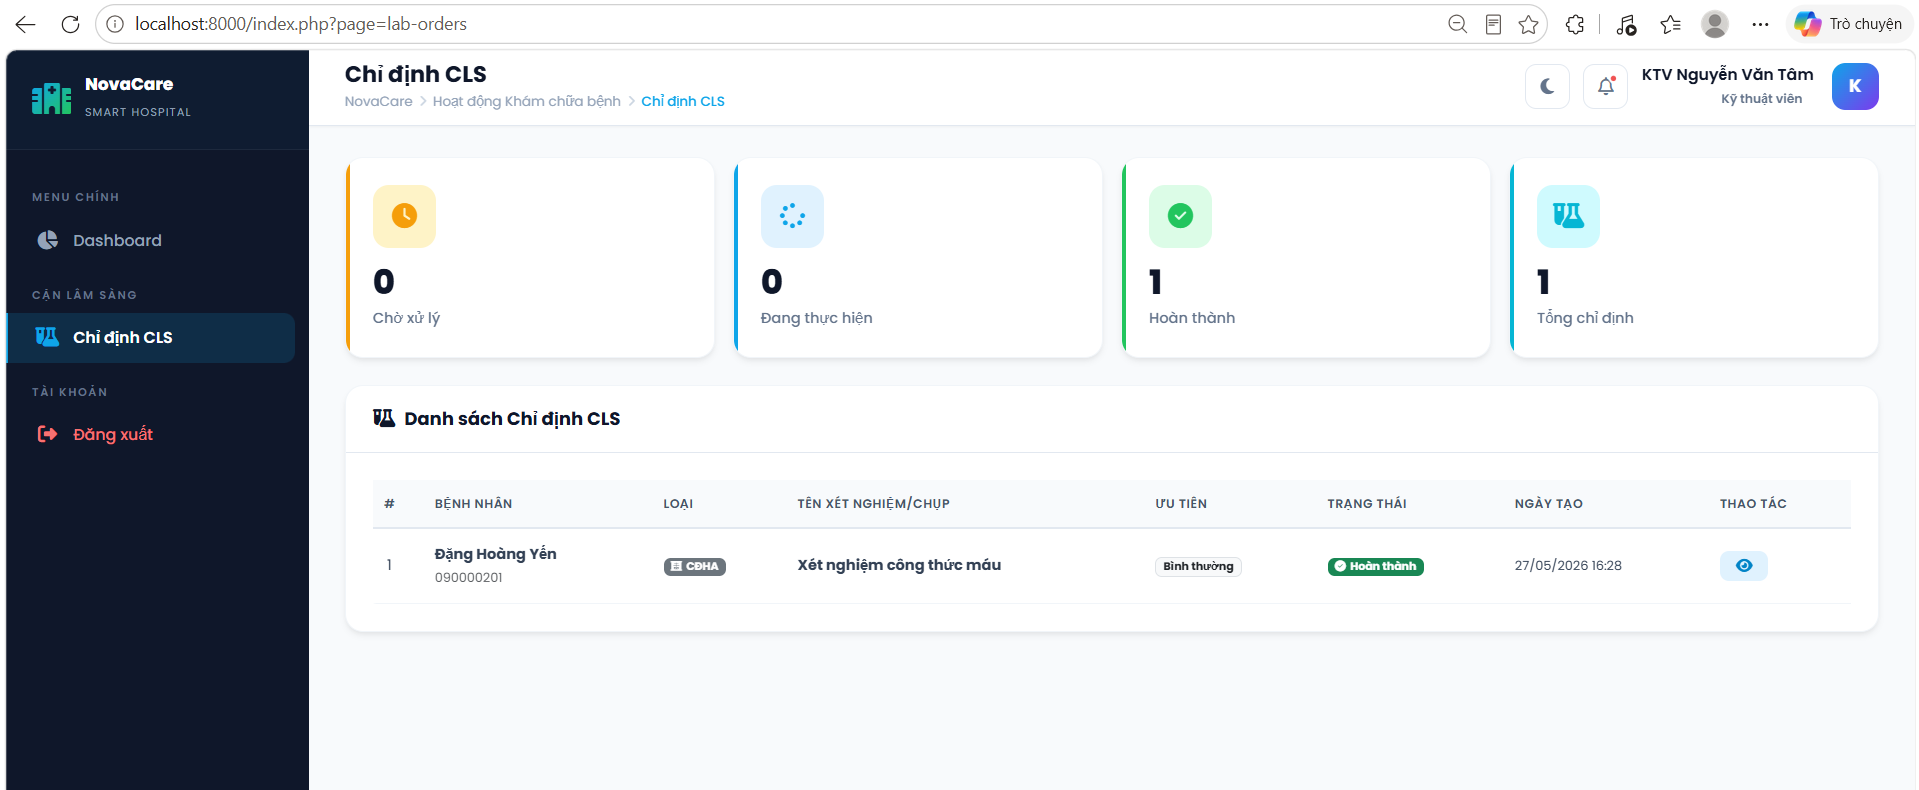 localhost:8000/index.php?page=lab-orders
Trò chuyện
NovaCare
SMART HOSPITAL
MENU CHÍNH
Dashboard
CẬN LÂM SÀNG
Chỉ định CLS
TÀI KHOẢN
Đăng xuất
Chỉ định CLS
NovaCare > Hoạt động Khám chữa bệnh > Chỉ định CLS
KTV Nguyễn Văn Tâm
Kỹ thuật viên
K
0
Chờ xử lý
0
Đang thực hiện
1
Hoàn thành
1
Tổng chỉ định
Danh sách Chỉ định CLS
# BỆNH NHÂN LOẠI TÊN XÉT NGHIỆM/CHỤP ƯU TIÊN TRẠNG THÁI NGÀY TẠO THAO TÁC
1 Đặng Hoàng Yến CĐHA Xét nghiệm công thức máu Bình thường Hoàn thành 27/05/2026 16:28
090000201